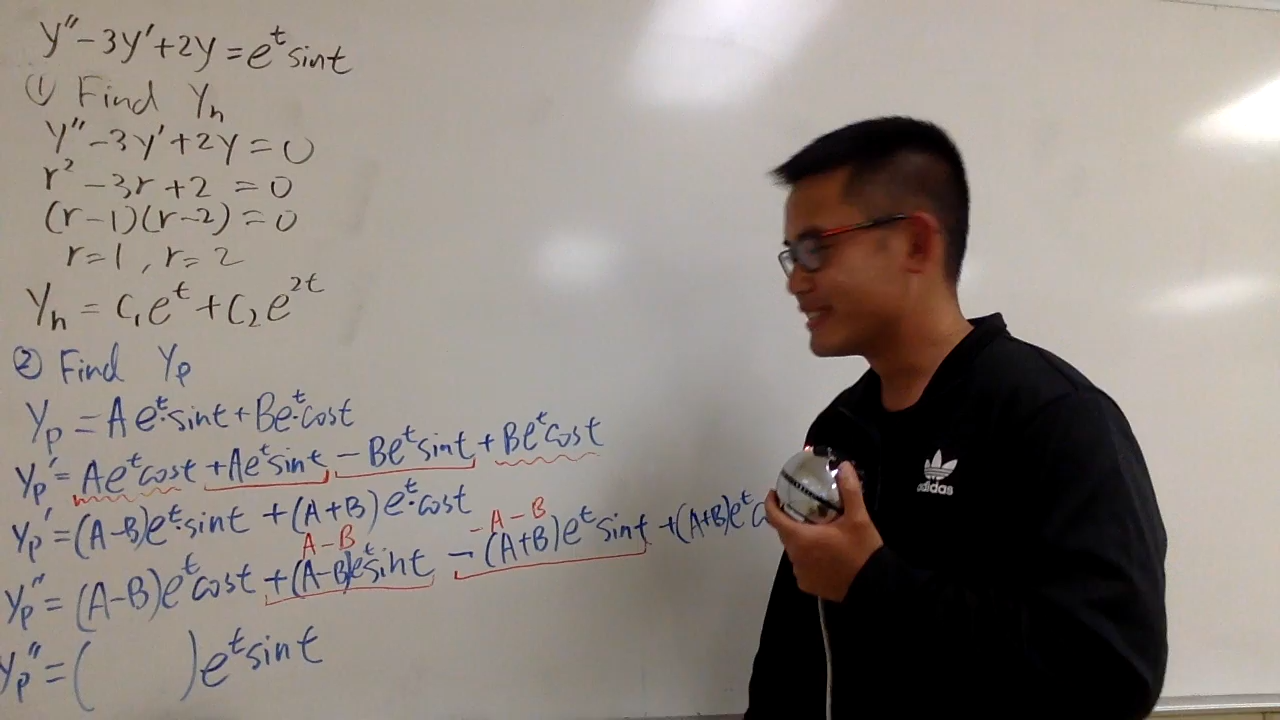 y'' - 3y' + 2y = e^t sint
① Find Y_h
y'' - 3y' + 2y = 0
r² - 3r + 2 = 0
(r-1)(r-2) = 0
r=1, r=2
Y_h = C₁e^t + C₂e^{2t}
② Find Y_p
Y_p = Ae^t·sint + Be^t·cost
Y_p' = Ae^t cost + Ae^t sint - Be^t sint + Be^t cost
Y_p' = (A-B)e^t·sint + (A+B)e^t·cost
A-B -A-B
Y_p'' = (A-B)e^t cost + (A-B)e^t sint - (A+B)e^t sint + (A+B)e^t
Y_p'' = ( )e^t sint
adidas